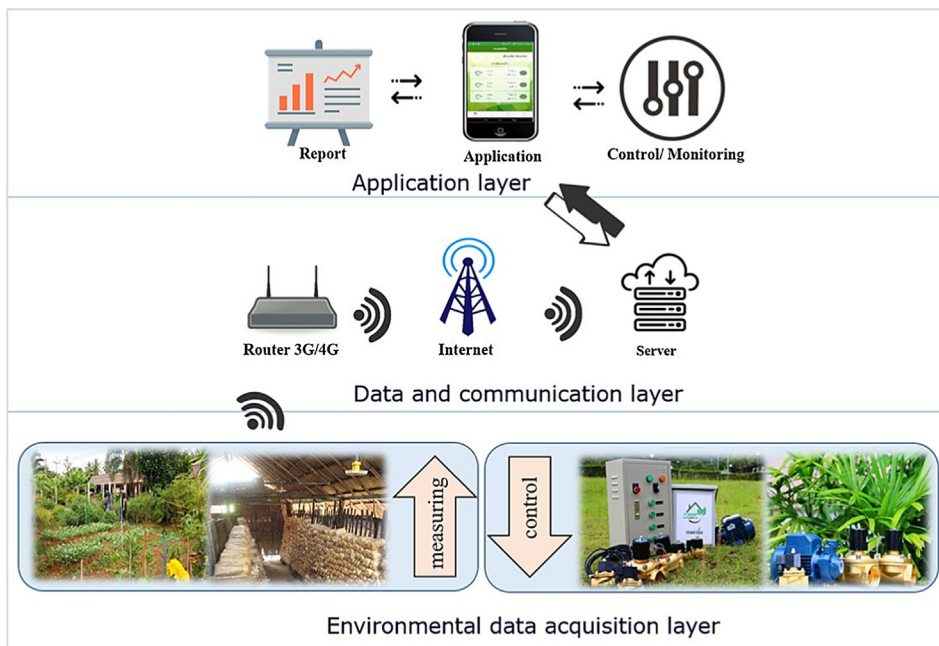 Report
Application
Control/ Monitoring
Application layer
Router 3G/4G
Internet
Server
Data and communication layer
measuring
control
Environmental data acquisition layer